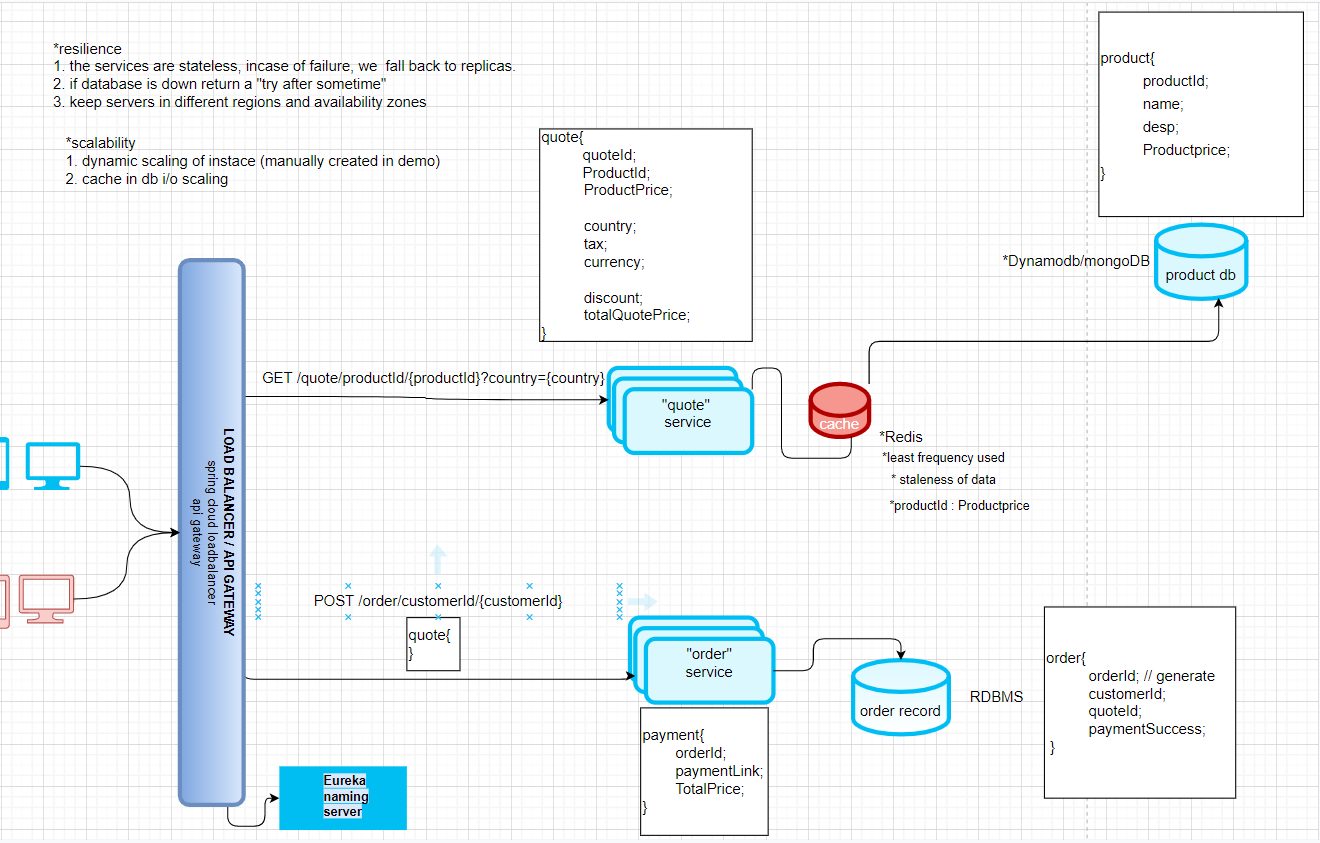 *resilience
1. the services are stateless, incase of failure, we  fall back to replicas.
2. if database is down return a "try after sometime"
3. keep servers in different regions and availability zones
*scalability
1. dynamic scaling of instace (manually created in demo)
2. cache in db i/o scaling
quote{
quoteId;
ProductId;
ProductPrice;
country;
tax;
currency;
discount;
totalQuotePrice;
}
product{
productId;
name;
desp;
Productprice;
}
*Dynamodb/mongoDB
product db
GET /quote/productId/{productId}?country={country}
"quote"
service
cache
*Redis
*least frequency used
* staleness of data
*productId : Productprice
LOAD BALANCER / API GATEWAY
spring cloud loadbalancer
api gateway
POST /order/customerId/{customerId}
quote{
}
"order"
service
order record
RDBMS
order{
orderId; // generate
customerId;
quoteId;
paymentSuccess;
}
payment{
orderId;
paymentLink;
TotalPrice;
}
Eureka
naming
server